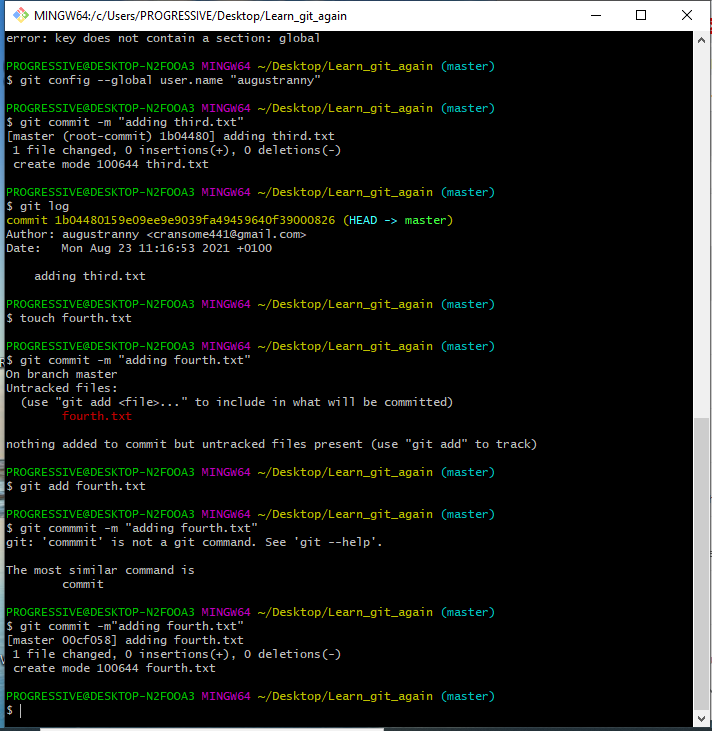 MINGW64:/c/Users/PROGRESSIVE/Desktop/Learn_git_again
error: key does not contain a section: global
PROGRESSIVE@DESKTOP-N2FOOA3 MINGW64 ~/Desktop/Learn_git_again (master)
$ git config --global user.name "augustranny"
PROGRESSIVE@DESKTOP-N2FOOA3 MINGW64 ~/Desktop/Learn_git_again (master)
$ git commit -m "adding third.txt"
[master (root-commit) 1b04480] adding third.txt
 1 file changed, 0 insertions(+), 0 deletions(-)
 create mode 100644 third.txt
PROGRESSIVE@DESKTOP-N2FOOA3 MINGW64 ~/Desktop/Learn_git_again (master)
$ git log
commit 1b04480159e09ee9e9039fa49459640f39000826 (HEAD -> master)
Author: augustranny <cransome441@gmail.com>
Date:   Mon Aug 23 11:16:53 2021 +0100
    adding third.txt
PROGRESSIVE@DESKTOP-N2FOOA3 MINGW64 ~/Desktop/Learn_git_again (master)
$ touch fourth.txt
PROGRESSIVE@DESKTOP-N2FOOA3 MINGW64 ~/Desktop/Learn_git_again (master)
$ git commit -m "adding fourth.txt"
On branch master
Untracked files:
  (use "git add <file>..." to include in what will be committed)
        fourth.txt
nothing added to commit but untracked files present (use "git add" to track)
PROGRESSIVE@DESKTOP-N2FOOA3 MINGW64 ~/Desktop/Learn_git_again (master)
$ git add fourth.txt
PROGRESSIVE@DESKTOP-N2FOOA3 MINGW64 ~/Desktop/Learn_git_again (master)
$ git commmit -m "adding fourth.txt"
git: 'commmit' is not a git command. See 'git --help'.
The most similar command is
        commit
PROGRESSIVE@DESKTOP-N2FOOA3 MINGW64 ~/Desktop/Learn_git_again (master)
$ git commit -m"adding fourth.txt"
[master 00cf058] adding fourth.txt
 1 file changed, 0 insertions(+), 0 deletions(-)
 create mode 100644 fourth.txt
PROGRESSIVE@DESKTOP-N2FOOA3 MINGW64 ~/Desktop/Learn_git_again (master)
$